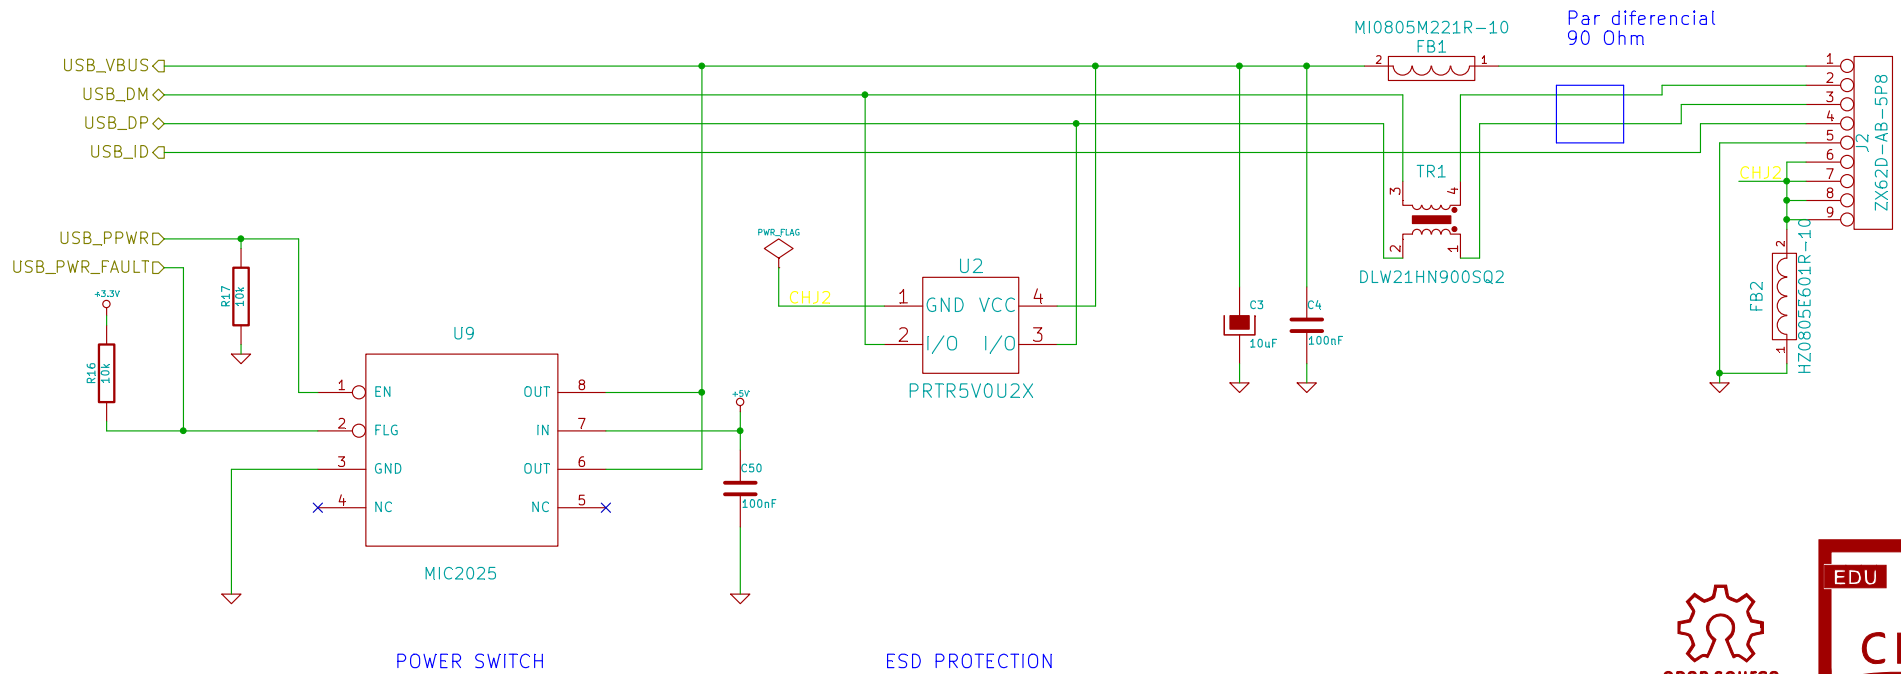 Par diferencial
90 Ohm
MI0805M221R-10
FB1
2
1
USB_VBUS
USB_DM
USB_DP
USB_ID
1
2
3
4
5
6
7
8
9
J2
ZX62D-AB-5P8
CHJ2
TR1
3
4
2
1
DLW21HN900SQ2
USB_PPWR
USB_PWR_FAULT
+3.3V
R17
10k
R16
10k
PWR_FLAG
CHJ2
U2
1
GND
VCC
4
2
I/O
I/O
3
PRTR5V0U2X
C3
10uF
C4
100nF
2
FB2
1
HZ0805E601R-10
U9
1
EN
OUT
8
2
FLG
IN
7
3
GND
OUT
6
4
NC
NC
5
MIC2025
+5V
C50
100nF
EDU
POWER SWITCH
ESD PROTECTION